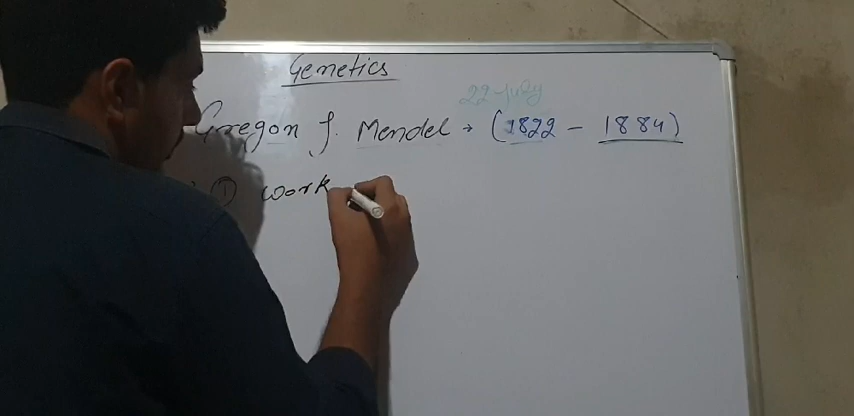 Genetics
22 July
Gregon J. Mendel → (1822 - 1884)
① work